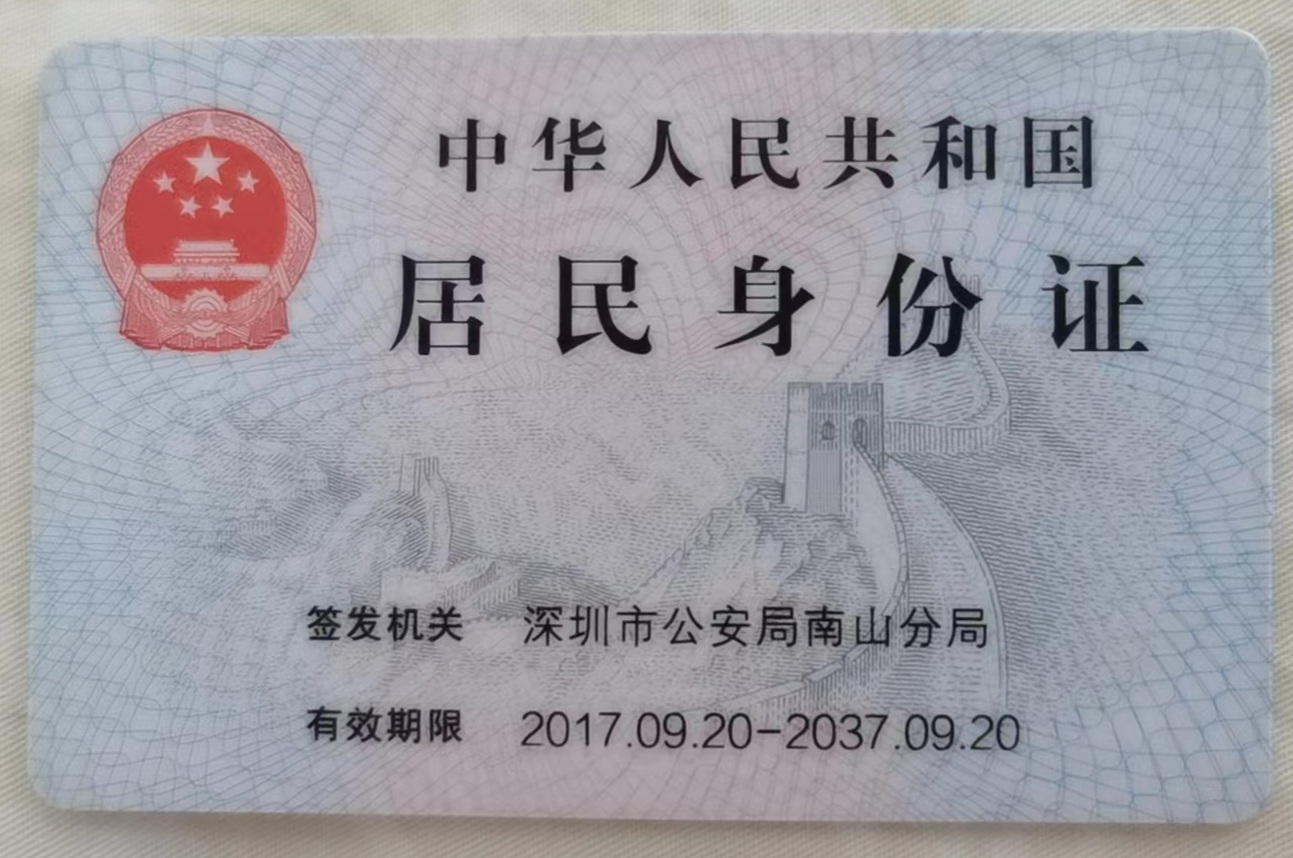 中华人民共和国
居民身份证
签发机关 深圳市公安局南山分局
有效期限 2017.09.20-2037.09.20